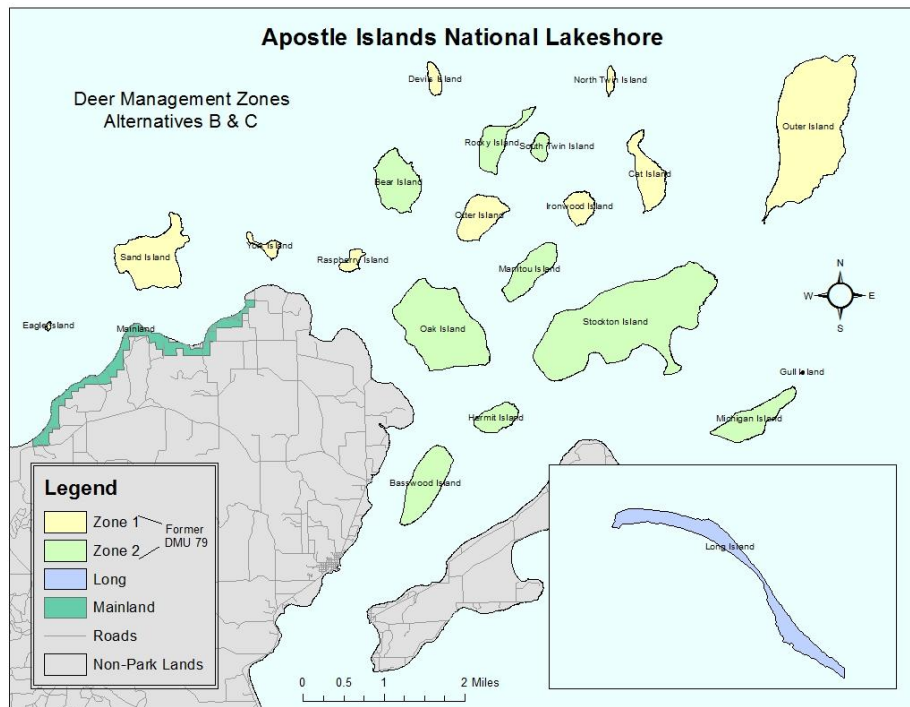 Apostle Islands National Lakeshore
Deer Management Zones
Alternatives B & C
Devils Island
North Twin Island
Outer Island
Rocky Island
South Twin Island
Bear Island
Cat Island
Otter Island
Ironwood Island
Sand Island
York Island
Raspberry Island
Manitou Island
N
W
E
S
Eagle Island
Mainland
Oak Island
Stockton Island
Gull Island
Hermit Island
Michigan Island
Basswood Island
Long Island
Legend
Zone 1
Zone 2
Former
DMU 79
Long
Mainland
Roads
Non-Park Lands
0 0.5 1 2 Miles